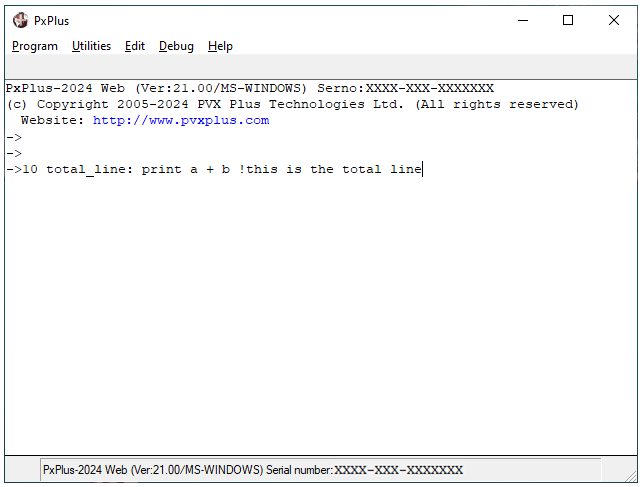 PxPlus
Program Utilities Edit Debug Help
PxPlus-2024 Web (Ver:21.00/MS-WINDOWS) Serno:XXXX-XXX-XXXXXXX
(c) Copyright 2005-2024 PVX Plus Technologies Ltd. (All rights reserved)
Website: http://www.pvxplus.com
->
->
->10 total_line: print a + b !this is the total line
PxPlus-2024 Web (Ver:21.00/MS-WINDOWS) Serial number:XXXX-XXX-XXXXXXX